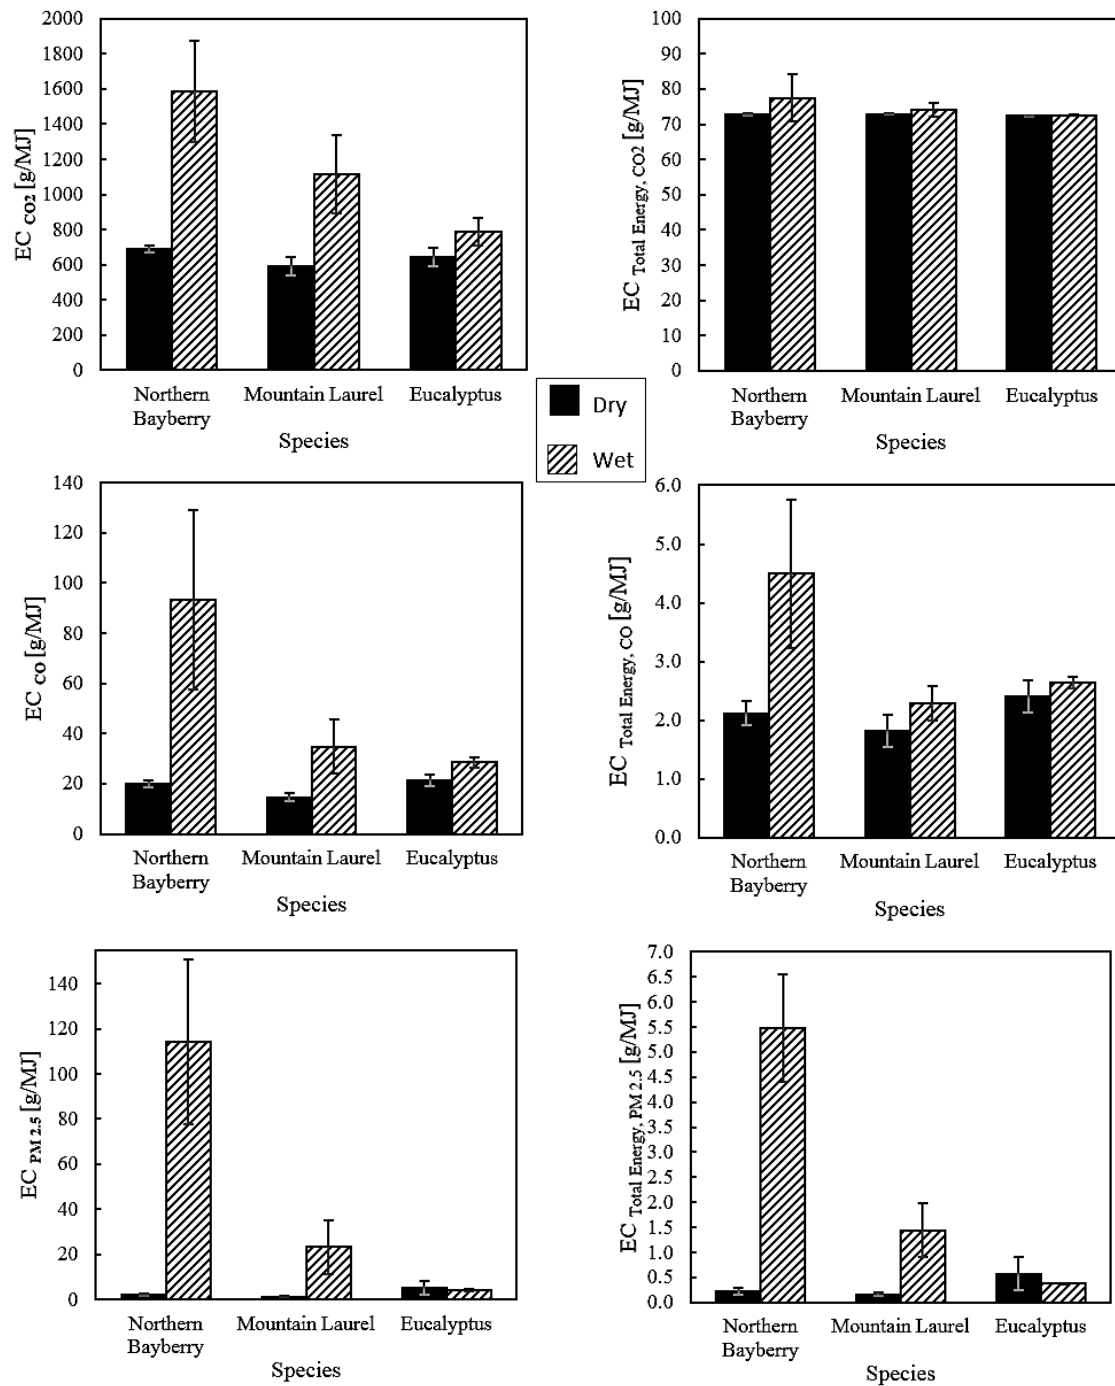 2000
1800
1600
1400
1200
1000
800
600
400
200
0
EC CO2 [g/MJ]
Northern Bayberry
Mountain Laurel
Eucalyptus
Species
100
90
80
70
60
50
40
30
20
10
0
EC Total Energy, CO2 [g/MJ]
Northern Bayberry
Mountain Laurel
Eucalyptus
Species
Dry
Wet
140
120
100
80
60
40
20
0
EC CO [g/MJ]
Northern Bayberry
Mountain Laurel
Eucalyptus
Species
6.0
5.0
4.0
3.0
2.0
1.0
0.0
EC Total Energy, CO [g/MJ]
Northern Bayberry
Mountain Laurel
Eucalyptus
Species
140
120
100
80
60
40
20
0
EC PM 2.5 [g/MJ]
Northern Bayberry
Mountain Laurel
Eucalyptus
Species
7.0
6.5
6.0
5.5
5.0
4.5
4.0
3.5
3.0
2.5
2.0
1.5
1.0
0.5
0.0
EC Total Energy, PM 2.5 [g/MJ]
Northern Bayberry
Mountain Laurel
Eucalyptus
Species